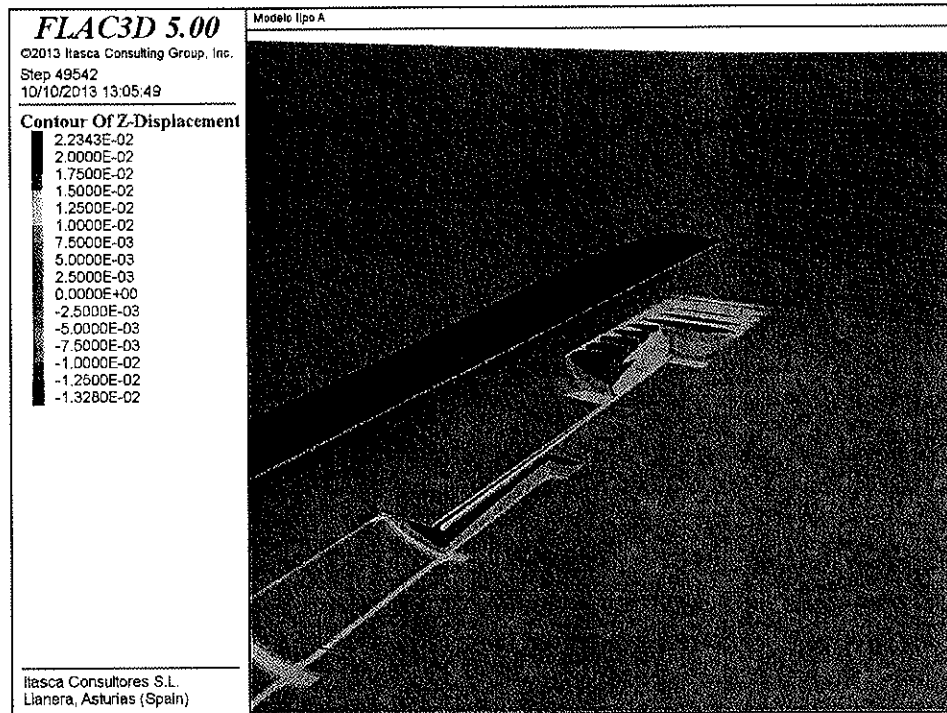 FLAC3D 5.00
©2013 Itasca Consulting Group, Inc.
Step 49542
10/10/2013 13:05:49
Contour Of Z-Displacement
2.2343E-02
2.0000E-02
1.7500E-02
1.5000E-02
1.2500E-02
1.0000E-02
7.5000E-03
5.0000E-03
2.5000E-03
0.0000E+00
-2.5000E-03
-5.0000E-03
-7.5000E-03
-1.0000E-02
-1.2500E-02
-1.3280E-02
Itasca Consultores S.L.
Llanera, Asturias (Spain)
Modelo tipo A